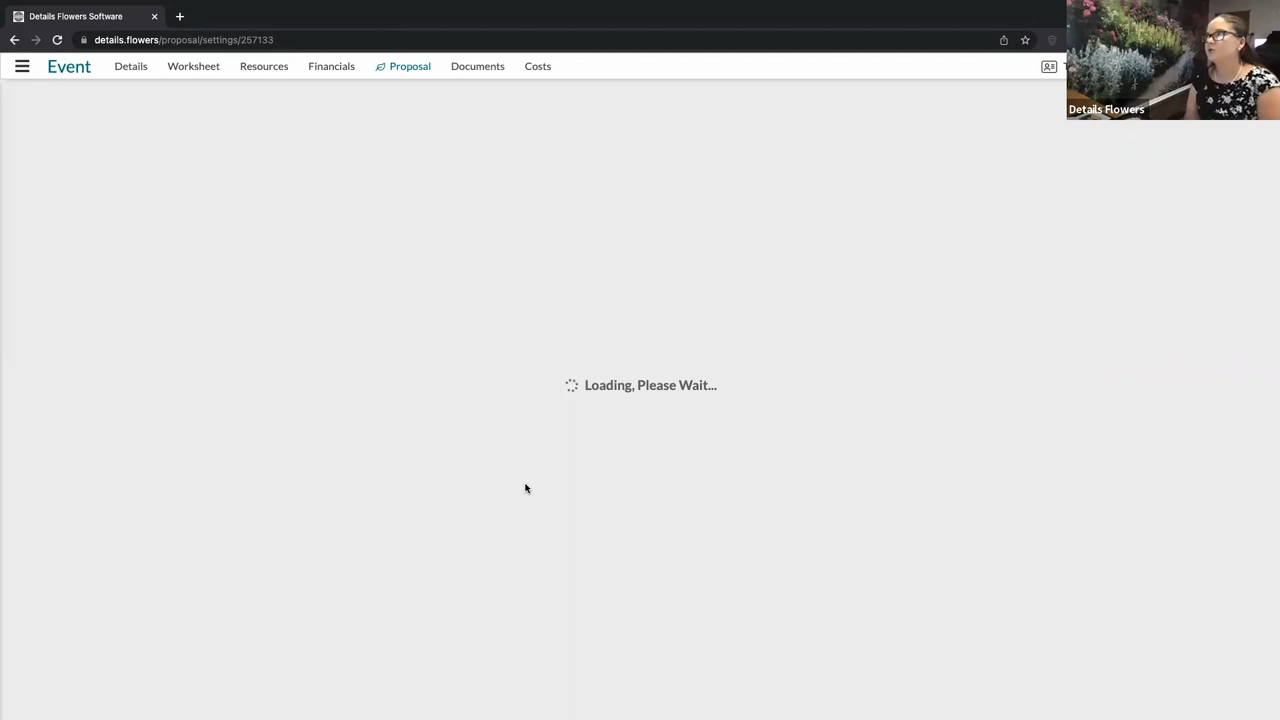 Details Flowers Software
details.flowers/proposal/settings/257133
Event Details Worksheet Resources Financials Proposal Documents Costs
Details Flowers
Loading, Please Wait...